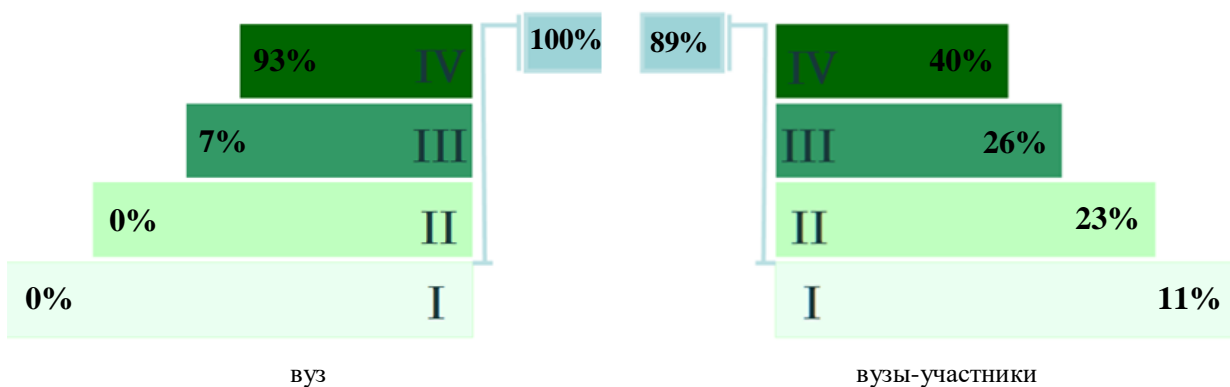 100% 89%
93% IV IV 40%
7% III III 26%
0% II II 23%
0% I I 11%
вуз вузы-участники